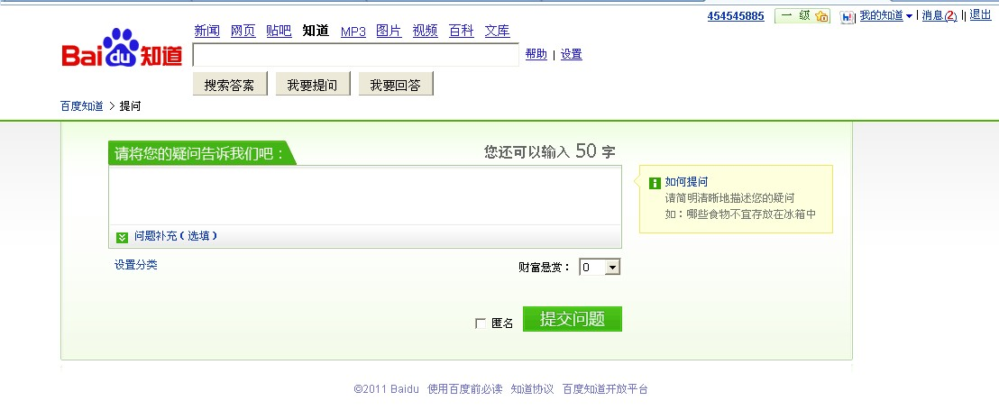 454545885 一 级 h! 我的知道 | 消息(2) | 退出
新闻 网页 贴吧 知道 MP3 图片 视频 百科 文库
Baidu知道
帮助 | 设置
搜索答案 我要提问 我要回答
百度知道 > 提问
请将您的疑问告诉我们吧： 您还可以输入 50 字
如何提问
请简明清晰地描述您的疑问
如：哪些食物不宜存放在冰箱中
问题补充（选填）
设置分类 财富悬赏： 0
匿名 提交问题
©2011 Baidu 使用百度前必读 知道协议 百度知道开放平台